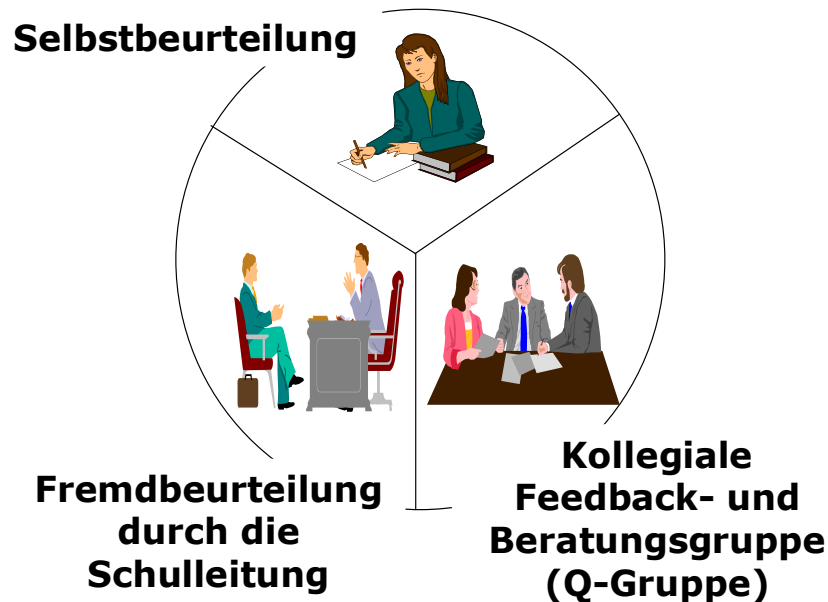 Selbstbeurteilung
Fremdbeurteilung
durch die
Schulleitung
Kollegiale
Feedback- und
Beratungsgruppe
(Q-Gruppe)